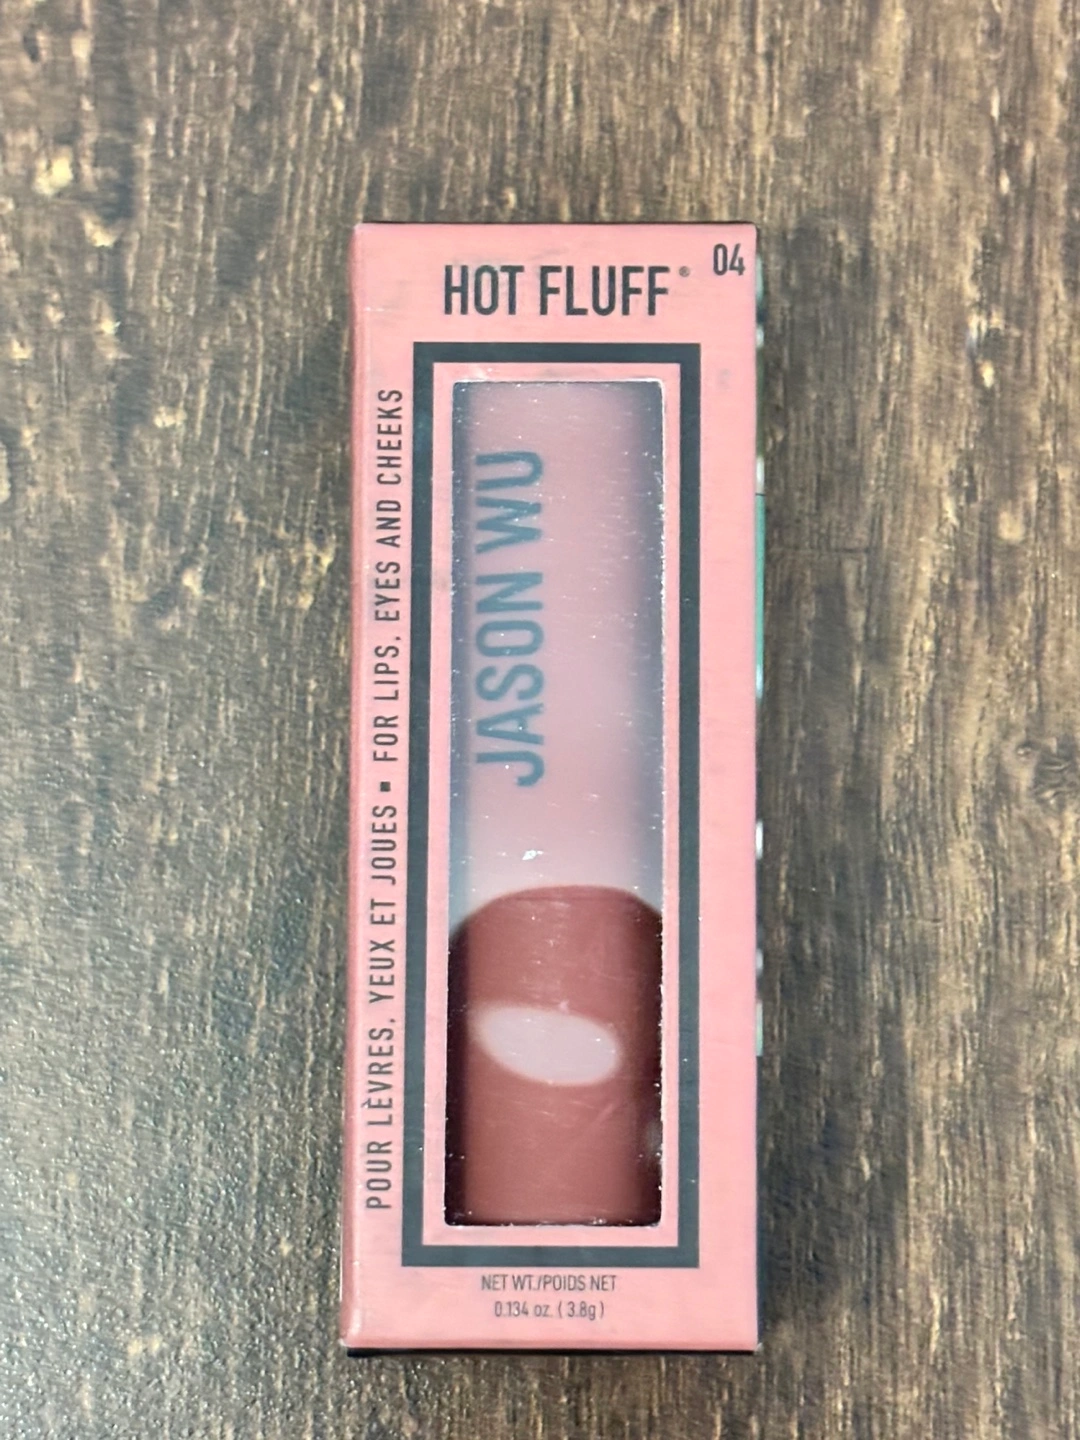 HOT FLUFF®
04
POUR LÈVRES, YEUX ET JOUES ▪ FOR LIPS, EYES AND CHEEKS
JASON WU
NET WT./POIDS NET
0.134 oz. ( 3.8g )